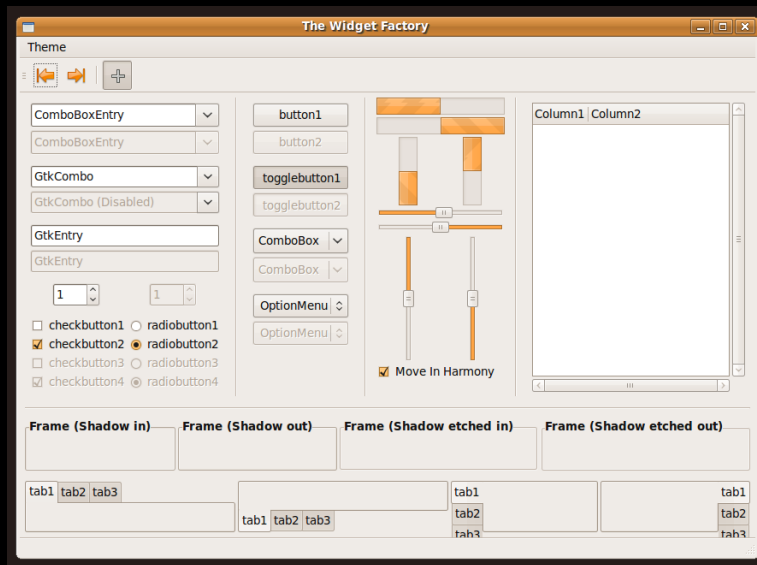 The Widget Factory
Theme
ComboBoxEntry
ComboBoxEntry
GtkCombo
GtkCombo (Disabled)
GtkEntry
GtkEntry
1 1
checkbutton1 radiobutton1
checkbutton2 radiobutton2
checkbutton3 radiobutton3
checkbutton4 radiobutton4
button1
button2
togglebutton1
togglebutton2
ComboBox
ComboBox
OptionMenu
OptionMenu
Move In Harmony
Column1 Column2
Frame (Shadow in) Frame (Shadow out) Frame (Shadow etched in) Frame (Shadow etched out)
tab1 tab2 tab3
tab1 tab2 tab3
tab1
tab2
tab3
tab1
tab2
tab3